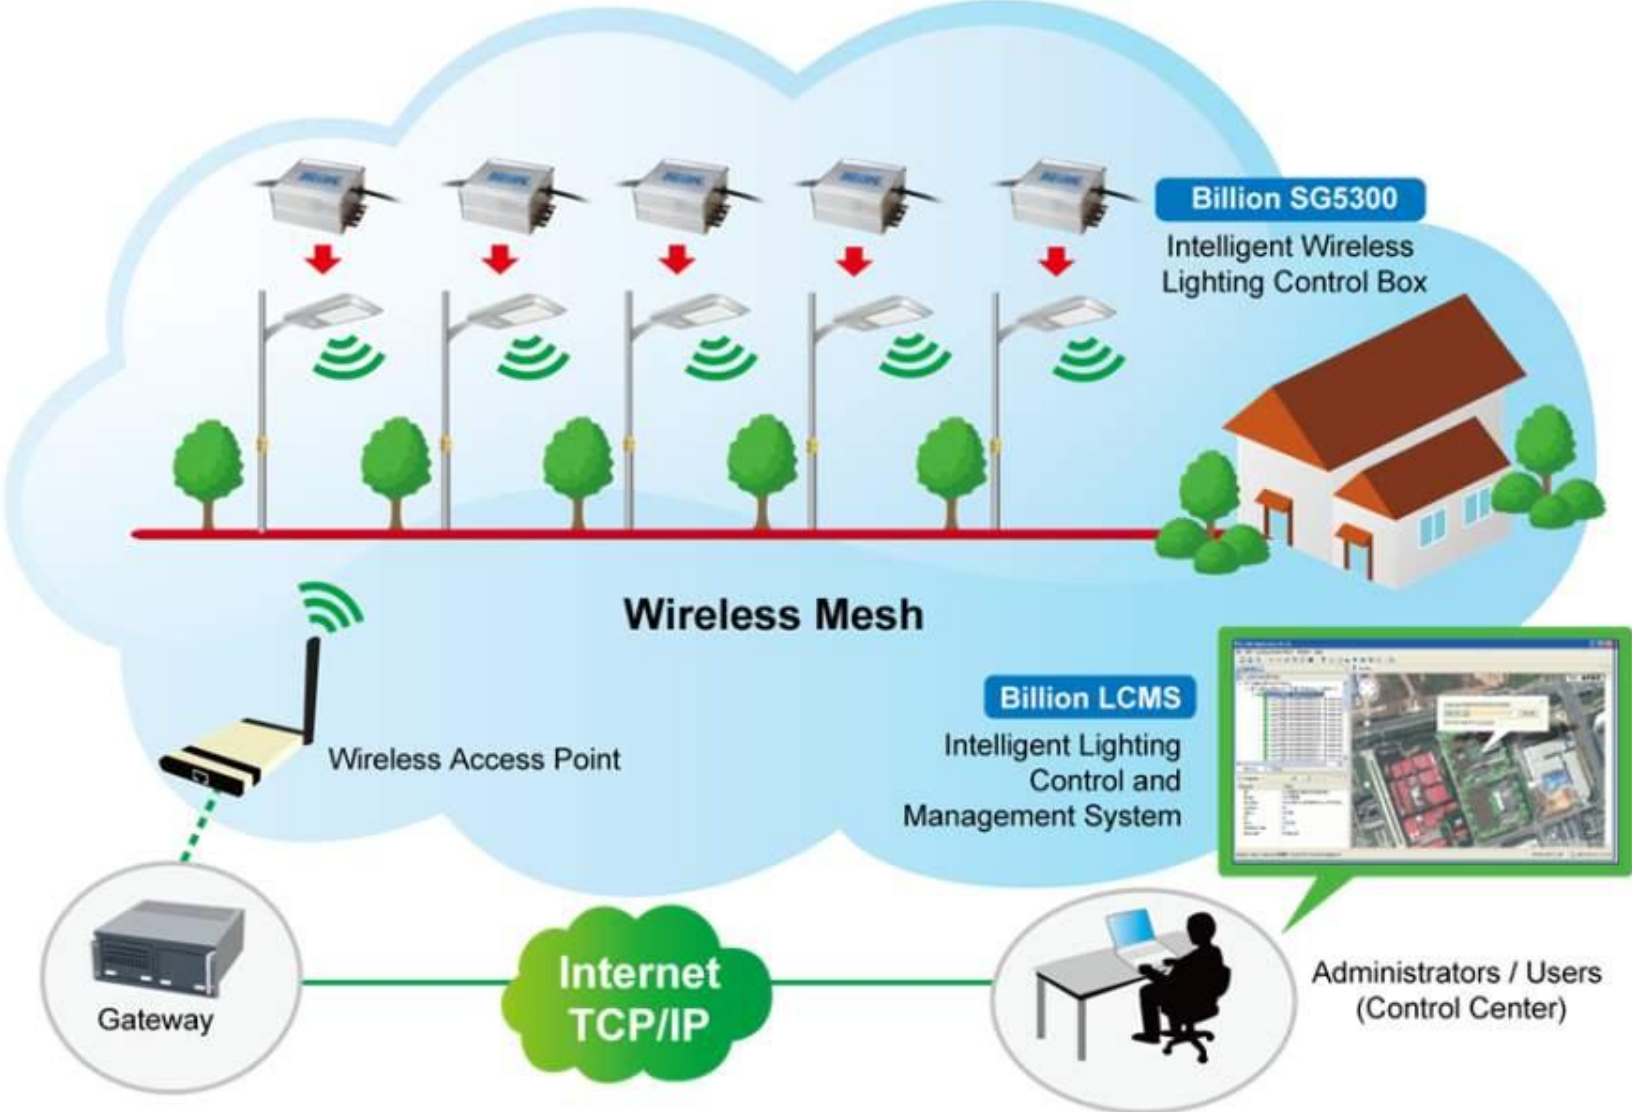 Billion SG5300
Intelligent Wireless
Lighting Control Box
Wireless Mesh
Billion LCMS
Intelligent Lighting
Control and
Management System
Wireless Access Point
Gateway
Internet
TCP/IP
Administrators / Users
(Control Center)